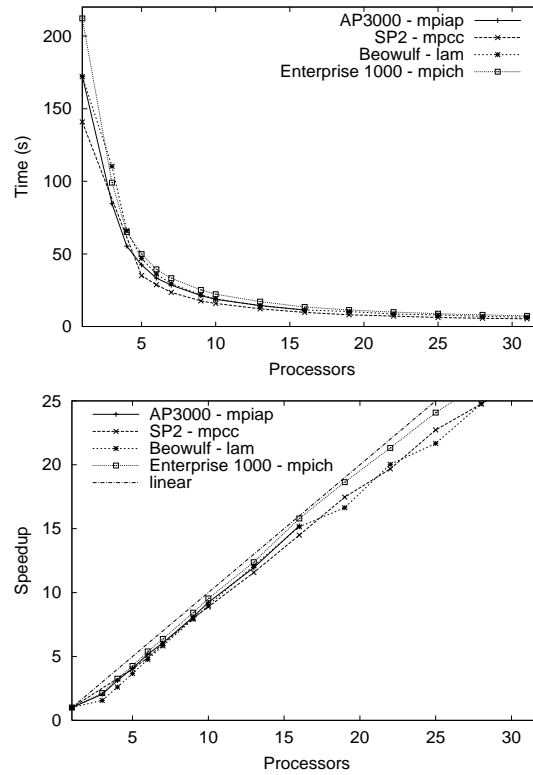 AP3000 - mpiap
SP2 - mpcc
Beowulf - lam
Enterprise 1000 - mpich
200
150
100
50
0
Time (s)
5 10 15 20 25 30
Processors
25
20
15
10
5
0
Speedup
AP3000 - mpiap
SP2 - mpcc
Beowulf - lam
Enterprise 1000 - mpich
linear
5 10 15 20 25 30
Processors